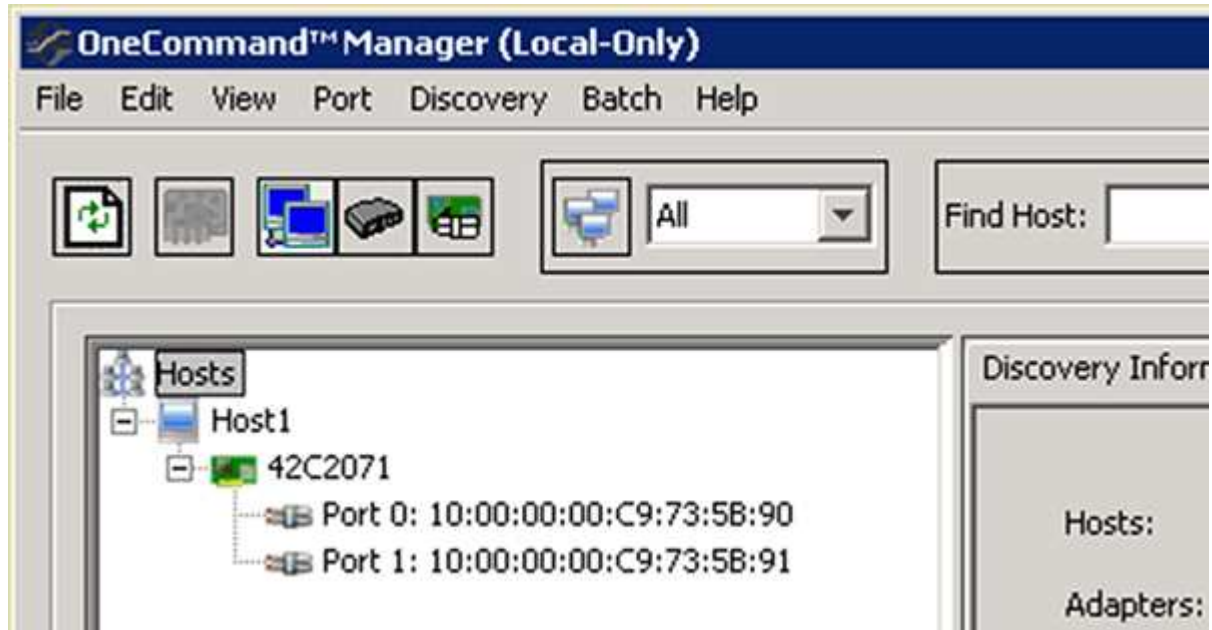 OneCommand™ Manager (Local-Only)
File Edit View Port Discovery Batch Help
All
Find Host:
Hosts
Host1
42C2071
Port 0: 10:00:00:00:C9:73:5B:90
Port 1: 10:00:00:00:C9:73:5B:91
Discovery Inforr
Hosts:
Adapters: